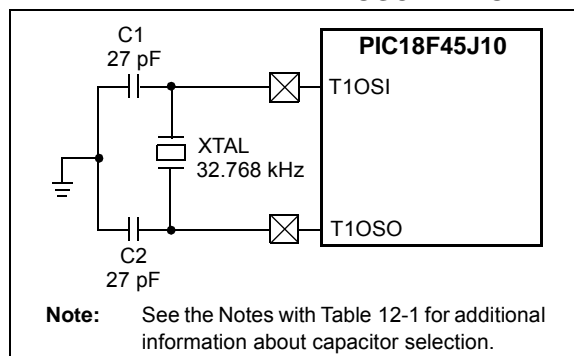 C1
27 pF
PIC18F45J10
T1OSI
XTAL
32.768 kHz
T1OSO
C2
27 pF
Note: See the Notes with Table 12-1 for additional
information about capacitor selection.